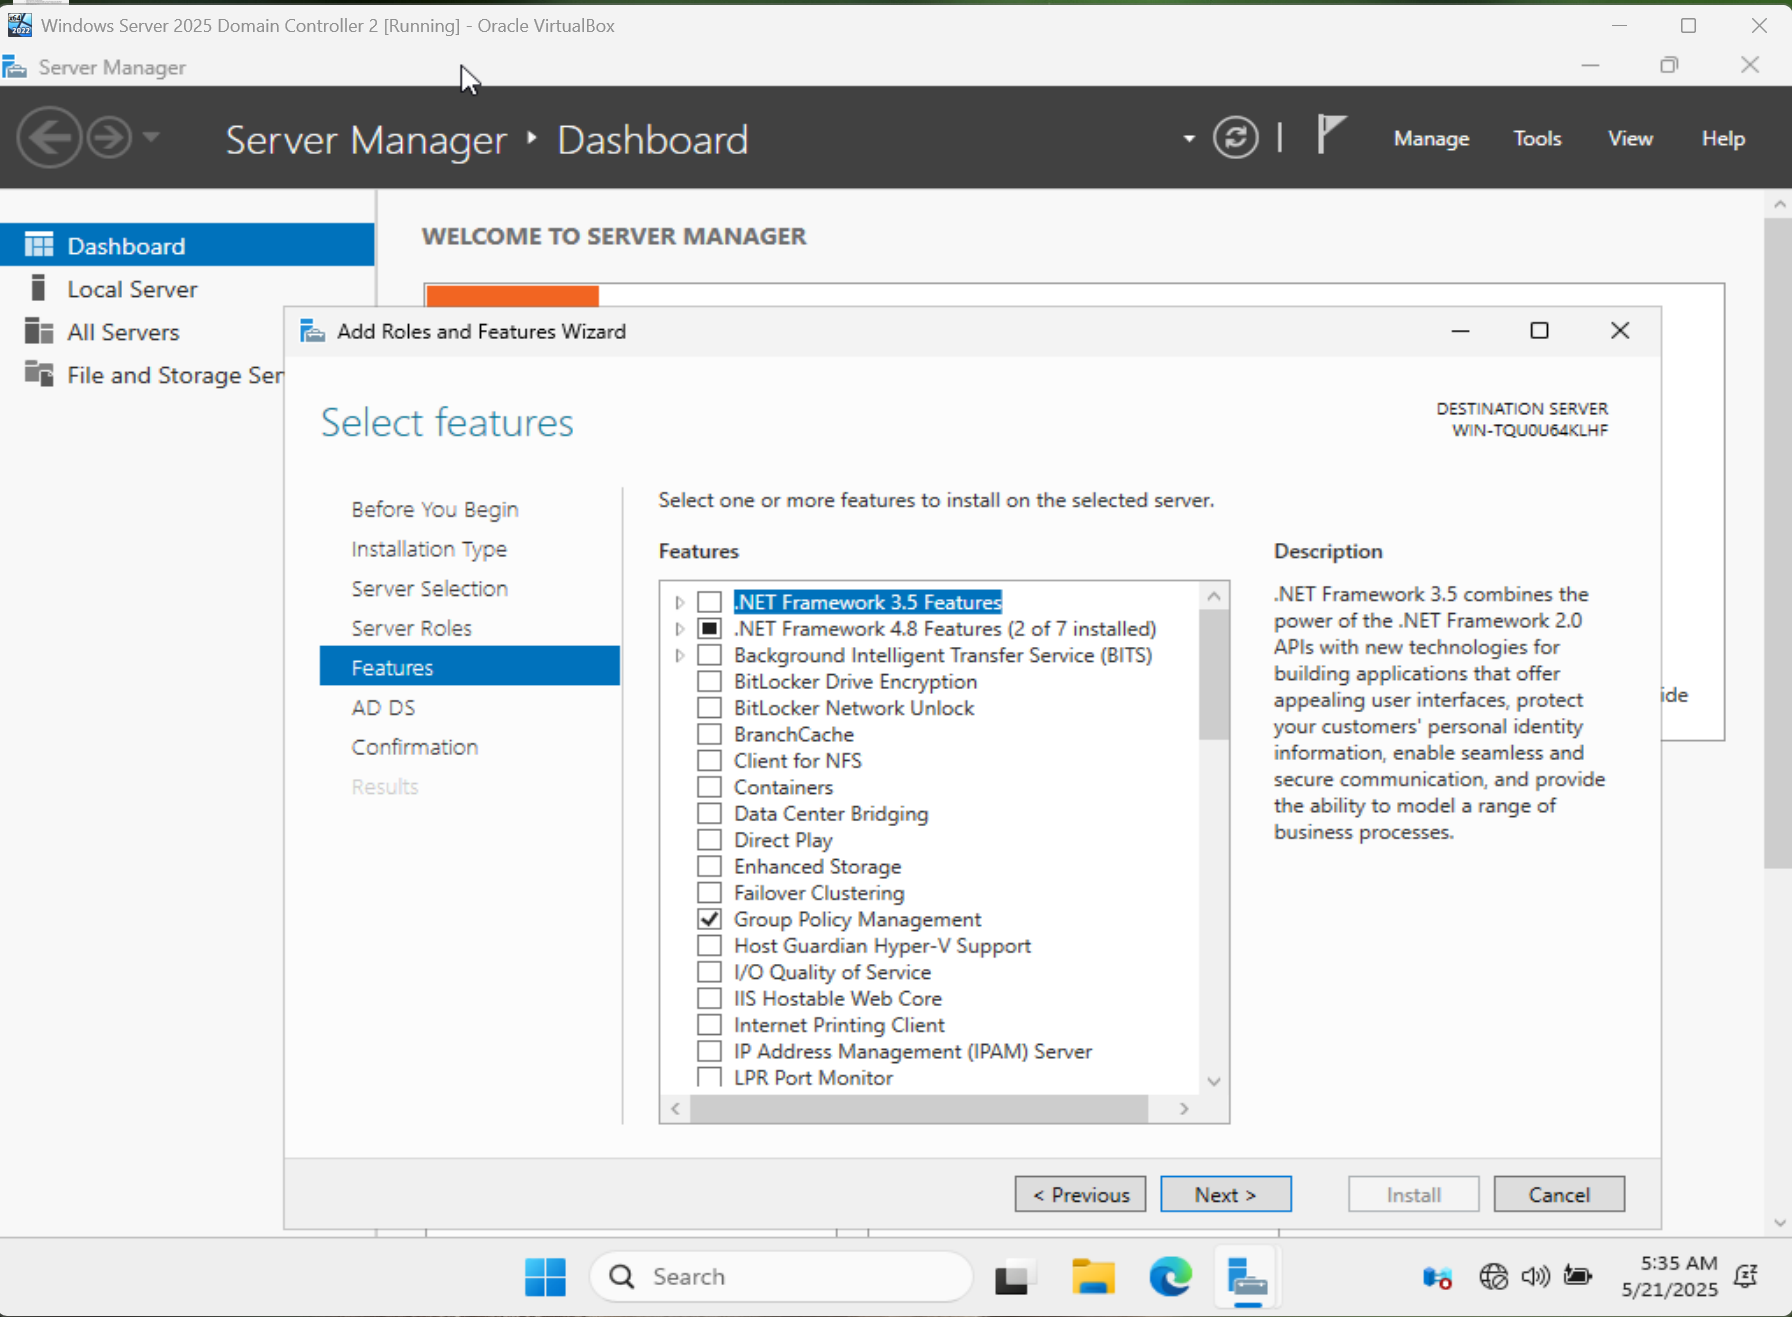 Windows Server 2025 Domain Controller 2 [Running] - Oracle VirtualBox
Server Manager
Server Manager Dashboard
Manage Tools View Help
Dashboard
Local Server
All Servers
File and Storage Ser
WELCOME TO SERVER MANAGER
Add Roles and Features Wizard
Select features
DESTINATION SERVER
WIN-TQU0U64KLHF
Before You Begin
Installation Type
Server Selection
Server Roles
Features
AD DS
Confirmation
Results
Select one or more features to install on the selected server.
Features
.NET Framework 3.5 Features
.NET Framework 4.8 Features (2 of 7 installed)
Background Intelligent Transfer Service (BITS)
BitLocker Drive Encryption
BitLocker Network Unlock
BranchCache
Client for NFS
Containers
Data Center Bridging
Direct Play
Enhanced Storage
Failover Clustering
Group Policy Management
Host Guardian Hyper-V Support
I/O Quality of Service
IIS Hostable Web Core
Internet Printing Client
IP Address Management (IPAM) Server
LPR Port Monitor
Description
.NET Framework 3.5 combines the
power of the .NET Framework 2.0
APIs with new technologies for
building applications that offer
appealing user interfaces, protect
your customers' personal identity
information, enable seamless and
secure communication, and provide
the ability to model a range of
business processes.
ide
< Previous
Next >
Install
Cancel
Search
5:35 AM
5/21/2025